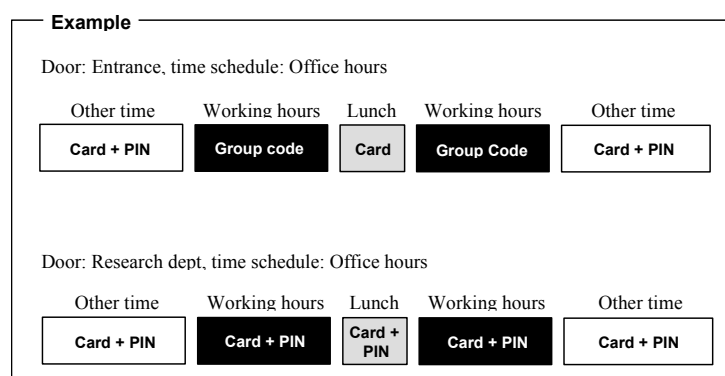 Example
Door: Entrance, time schedule: Office hours
Other time Working hours Lunch Working hours Other time
Card + PIN Group code Card Group Code Card + PIN
Door: Research dept, time schedule: Office hours
Other time Working hours Lunch Working hours Other time
Card + PIN Card + PIN Card + PIN Card + PIN Card + PIN